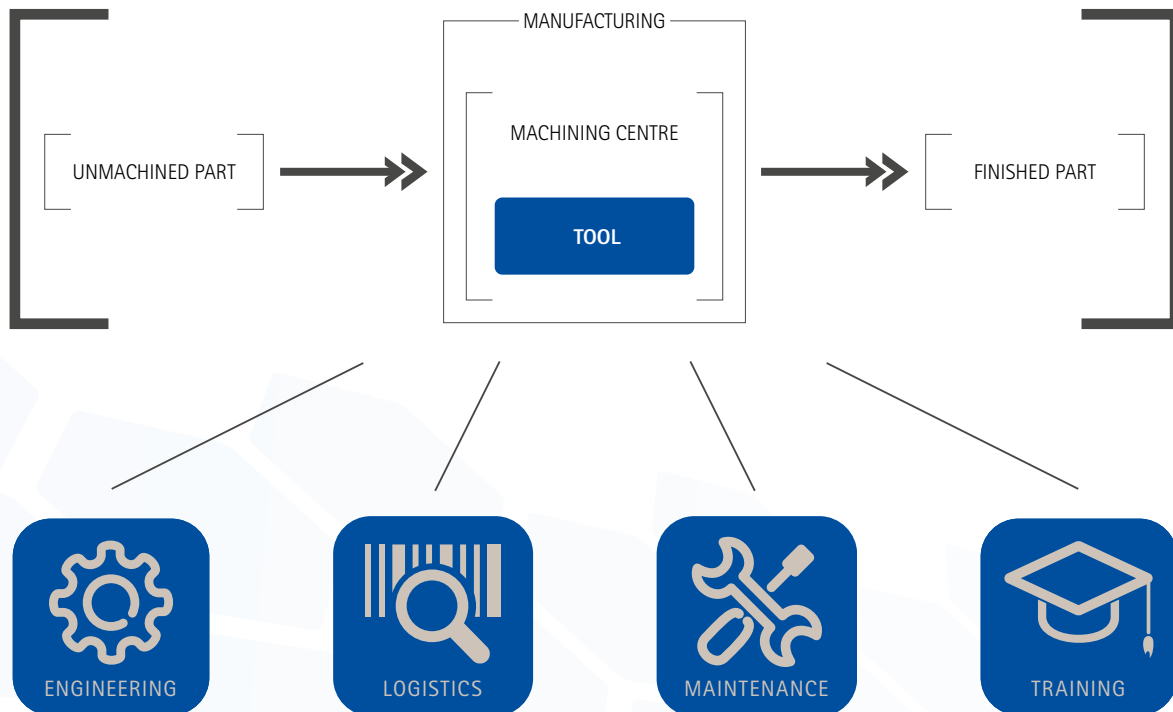 MANUFACTURING
MACHINING CENTRE
UNMACHINED PART
FINISHED PART
TOOL
ENGINEERING
LOGISTICS
MAINTENANCE
TRAINING